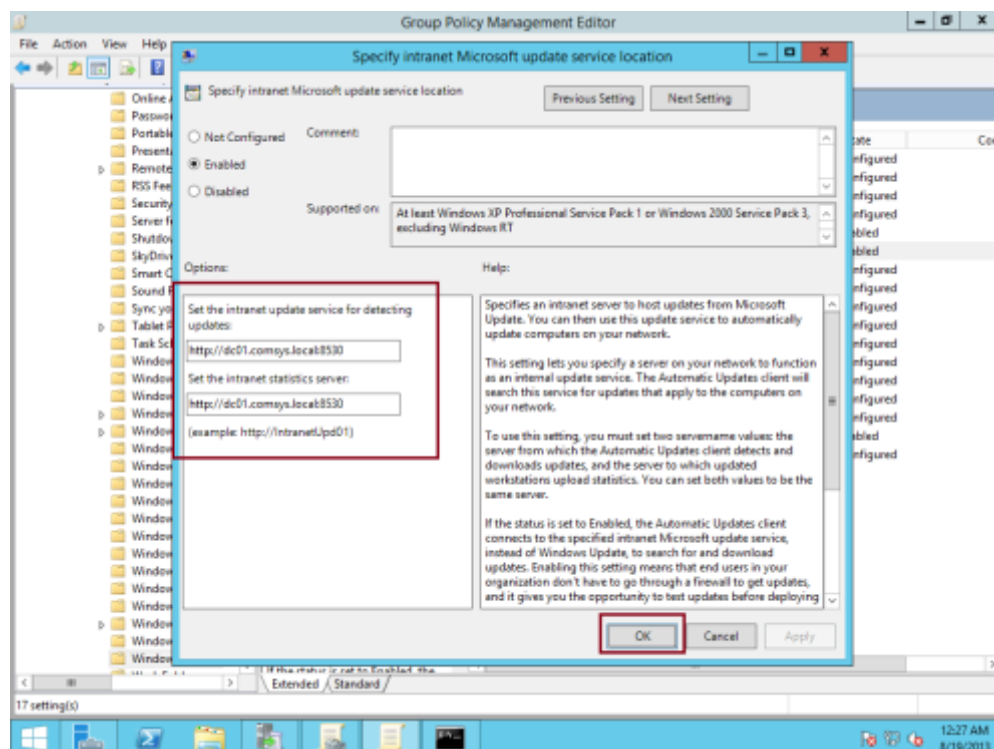 Group Policy Management Editor
File Action View Help
Specify intranet Microsoft update service location
Specify intranet Microsoft update service location
Previous Setting
Next Setting
Not Configured
Enabled
Disabled
Comment:
Supported on:
At least Windows XP Professional Service Pack 1 or Windows 2000 Service Pack 3,
excluding Windows RT
Options:
Help:
Set the intranet update service for detecting
updates:
http://dc01.comsys.local:8530
Set the intranet statistics server:
http://dc01.comsys.local:8530
(example: http://IntranetUpd01)
Specifies an intranet server to host updates from Microsoft
Update. You can then use this update service to automatically
update computers on your network.
This setting lets you specify a server on your network to function
as an internal update service. The Automatic Updates client will
search this service for updates that apply to the computers on
your network.
To use this setting, you must set two servername values: the
server from which the Automatic Updates client detects and
downloads updates, and the server to which updated
workstations upload statistics. You can set both values to be the
same server.
If the status is set to Enabled, the Automatic Updates client
connects to the specified intranet Microsoft update service,
instead of Windows Update, to search for and download
updates. Enabling this setting means that end users in your
organization don't have to go through a firewall to get updates,
and it gives you the opportunity to test updates before deploying
OK
Cancel
Apply
Online
Portable
Remote
RSS
Security
Server
Smart
Sound
Sync
Tablet
Task
If the status is set to Enabled, the
Extended
Standard
17 setting(s)
12:27 AM
8/19/2013